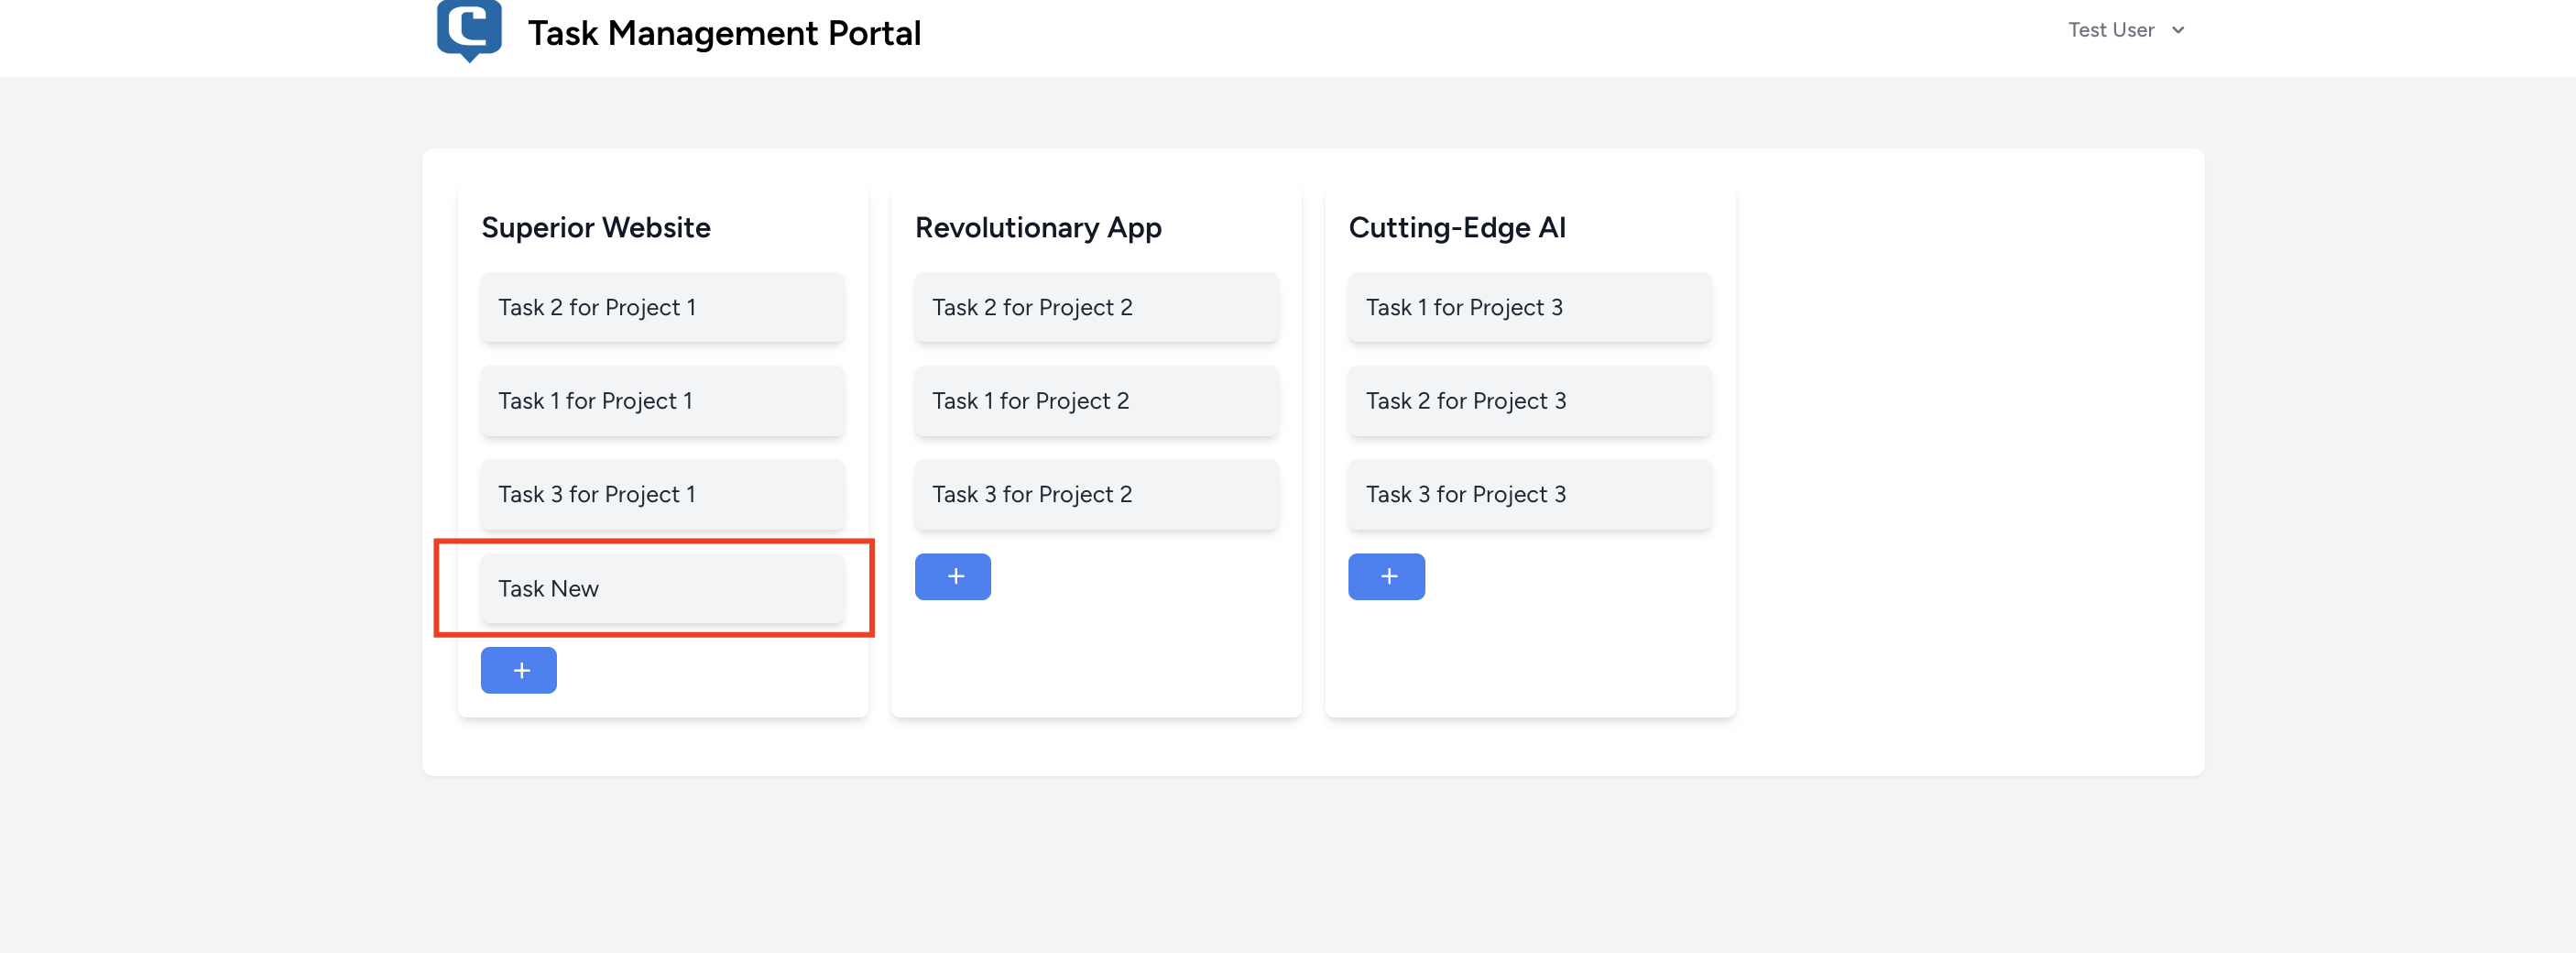 C Task Management Portal
Test User
Superior Website
Task 2 for Project 1
Task 1 for Project 1
Task 3 for Project 1
Task New
+
Revolutionary App
Task 2 for Project 2
Task 1 for Project 2
Task 3 for Project 2
+
Cutting-Edge AI
Task 1 for Project 3
Task 2 for Project 3
Task 3 for Project 3
+